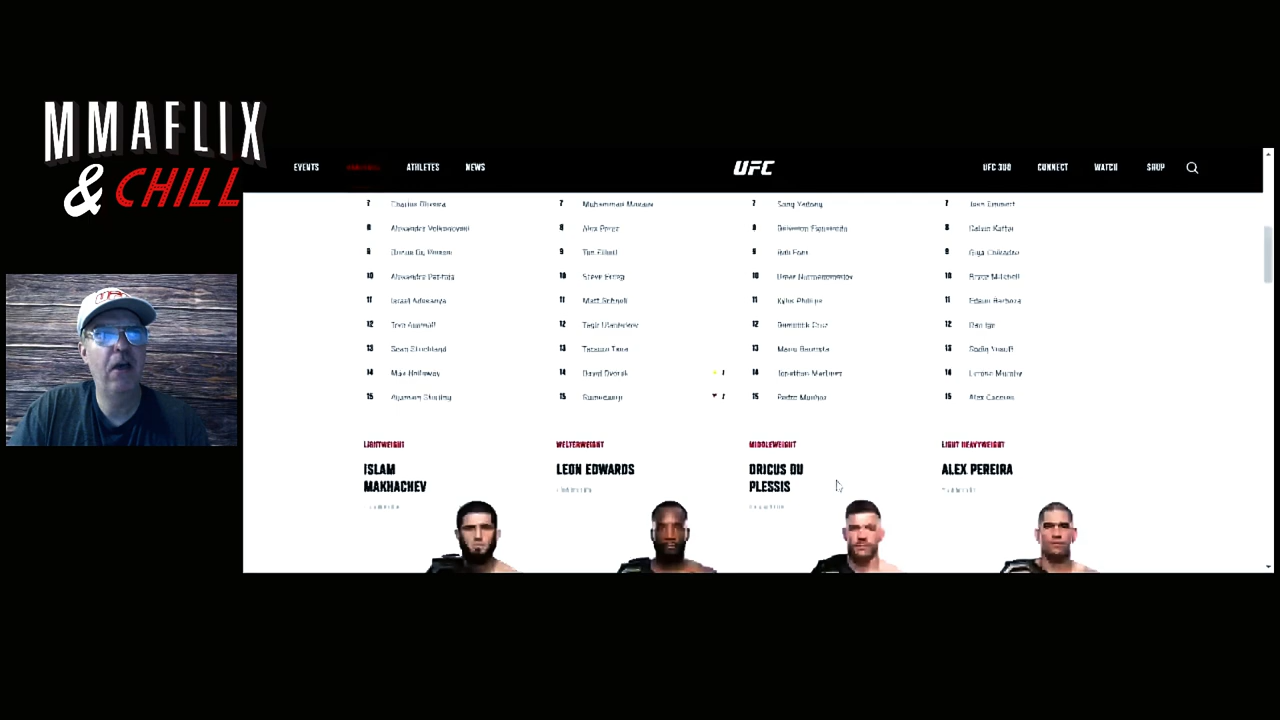 MMAFLIX
& CHILL
EVENTS ATHLETES NEWS UFC UFC 300 CONNECT WATCH SHOP
7 Charles Oliveira 7 Muhammad Mokaev 7 Song Yadong 7 Josh Emmett
8 Alexander Volkanovski 8 Alex Perez 8 Deiveson Figueiredo 8 Calvin Kattar
9 Dricus Du Plessis 9 Tim Elliott 9 Rob Font 9 Giga Chikadze
10 Alexandre Pantoja 10 Steve Erceg 10 Umar Nurmagomedov 10 Bryce Mitchell
11 Israel Adesanya 11 Matt Schnell 11 Kyler Phillips 11 Edson Barboza
12 Tom Aspinall 12 Tagir Ulanbekov 12 Dominick Cruz 12 Dan Ige
13 Sean Strickland 13 Tatsuro Taira 13 Mario Bautista 13 Sodiq Yusuff
14 Max Holloway 14 David Dvorak 1 14 Jonathan Martinez 14 Lerone Murphy
15 Aljamain Sterling 15 Sumudaerji 15 Pedro Munhoz 15 Alex Caceres
LIGHTWEIGHT WELTERWEIGHT MIDDLEWEIGHT LIGHT HEAVYWEIGHT
ISLAM MAKHACHEV
LEON EDWARDS
DRICUS DU PLESSIS
ALEX PEREIRA